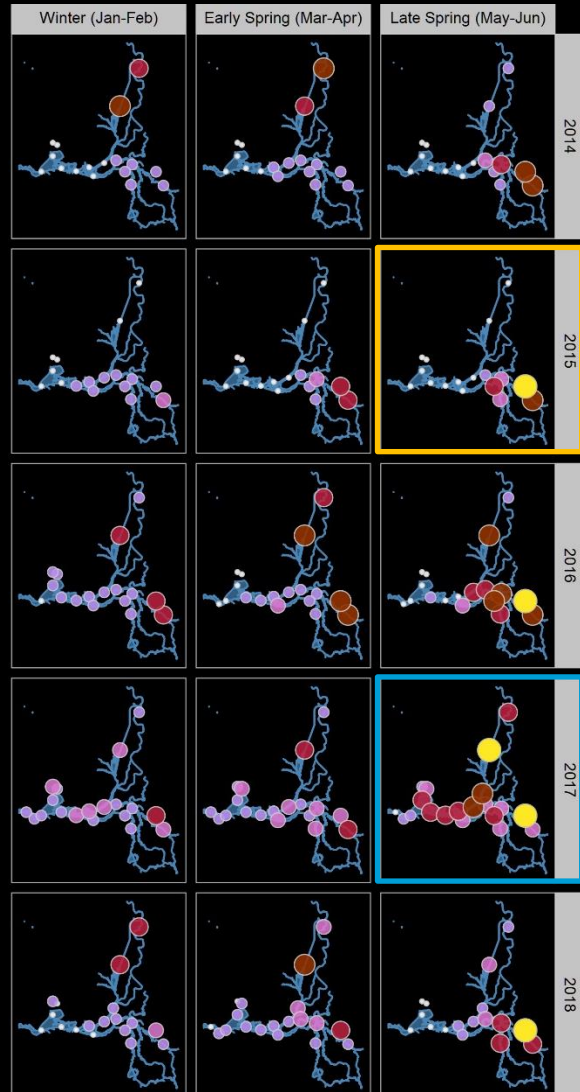 Winter (Jan-Feb)
Early Spring (Mar-Apr)
Late Spring (May-Jun)
2014
2015
2016
2017
2018